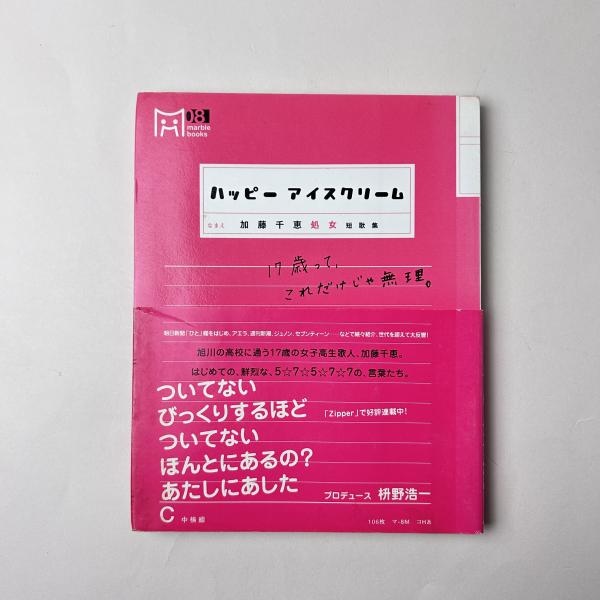 08
marble
books
ハッピー アイスクリーム
なまえ 加藤千恵 処女短歌集
17歳って、
これだけじゃ無理。
朝日新聞「ひと」欄をはじめ、アエラ、週刊新潮、ジュノン、セブンティーン……などで続々紹介、世代を超えて大反響!
旭川の高校に通う17歳の女子高生歌人、加藤千恵。
はじめての、鮮烈な、5☆7☆5☆7☆7の、言葉たち。
ついてない
びっくりするほど 「Zipper」で好評連載中!
ついてない
ほんとにあるの?
あたしにあした
プロデュース 枡野浩一
C 中横罫 106枚 マ-8M ヨHあ